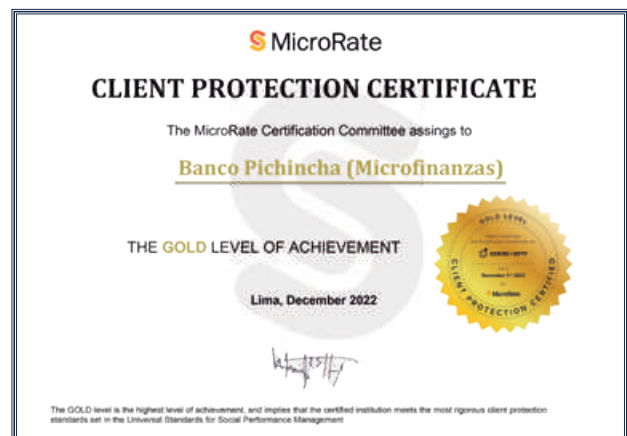 MicroRate
CLIENT PROTECTION CERTIFICATE
The MicroRate Certification Committee assings to
Banco Pichincha (Microfinanzas)
THE GOLD LEVEL OF ACHIEVEMENT
Lima, December 2022
GOLD LEVEL
CLIENT PROTECTION CERTIFIED
MicroRate
The GOLD level is the highest level of achievement, and implies that the certified institution meets the most rigorous client protection
standards set in the Universal Standards for Social Performance Management